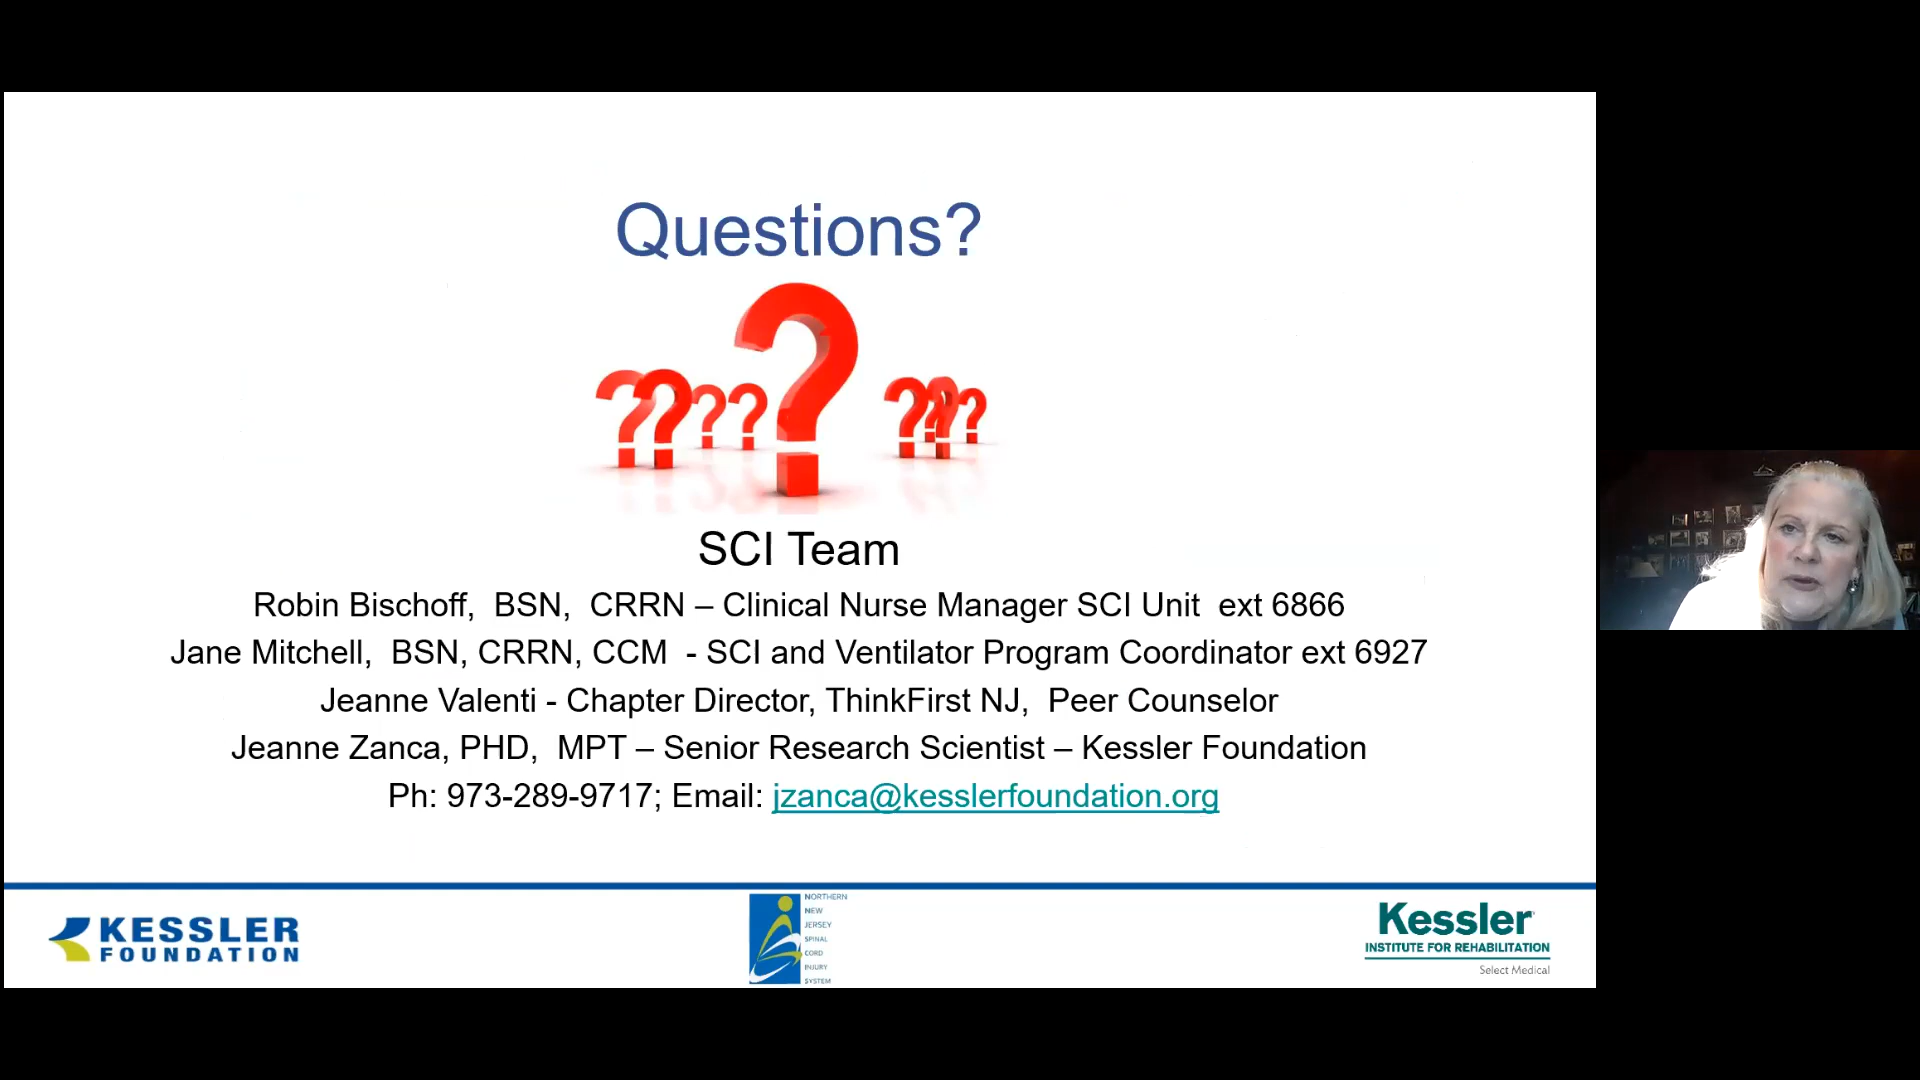 Questions?
SCI Team
Robin Bischoff, BSN, CRRN – Clinical Nurse Manager SCI Unit ext 6866
Jane Mitchell, BSN, CRRN, CCM - SCI and Ventilator Program Coordinator ext 6927
Jeanne Valenti - Chapter Director, ThinkFirst NJ, Peer Counselor
Jeanne Zanca, PHD, MPT – Senior Research Scientist – Kessler Foundation
Ph: 973-289-9717; Email: jzanca@kesslerfoundation.org
KESSLER
FOUNDATION
NORTHERN
NEW
JERSEY
SPINAL
CORD
INJURY
SYSTEM
Kessler
INSTITUTE FOR REHABILITATION
Select Medical